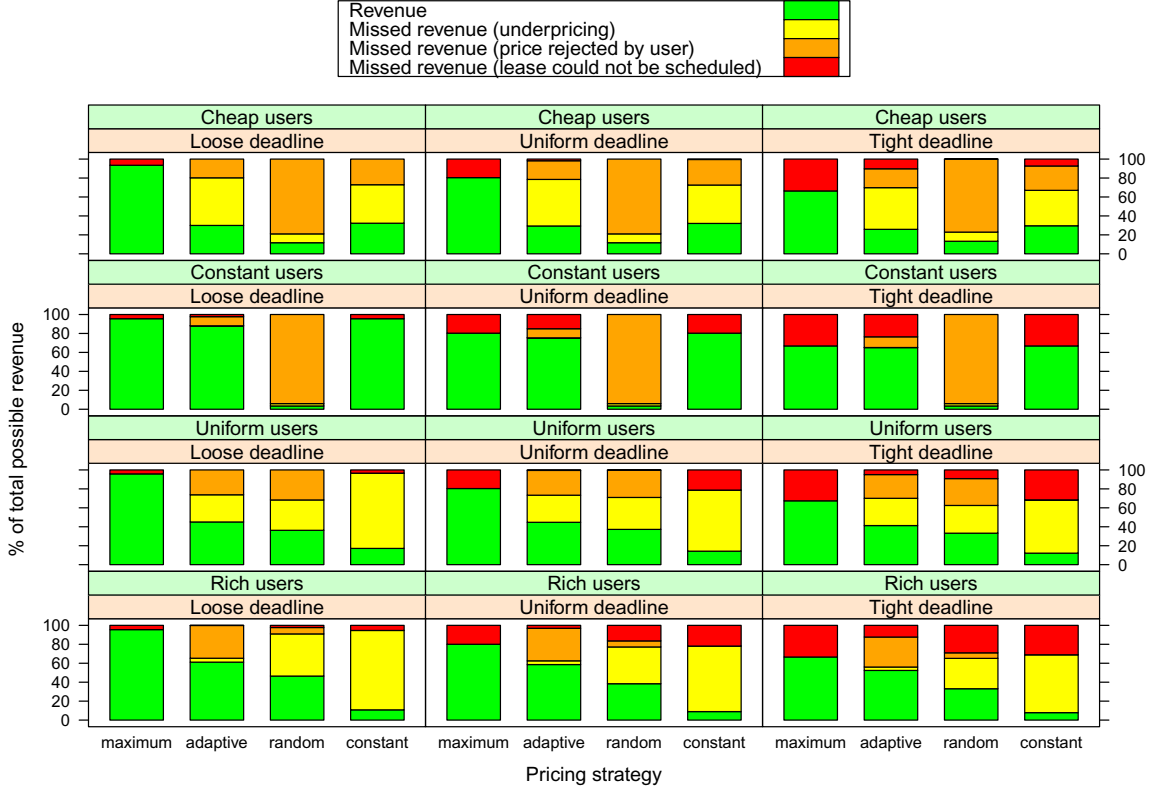 Revenue
Missed revenue (underpricing)
Missed revenue (price rejected by user)
Missed revenue (lease could not be scheduled)
Cheap users Cheap users Cheap users
Loose deadline Uniform deadline Tight deadline
100
80
60
40
20
0
Constant users Constant users Constant users
Loose deadline Uniform deadline Tight deadline
100
80
60
40
20
0
Uniform users Uniform users Uniform users
Loose deadline Uniform deadline Tight deadline
100
80
60
40
20
0
Rich users Rich users Rich users
Loose deadline Uniform deadline Tight deadline
100
80
60
40
20
0
% of total possible revenue
maximum adaptive random constant maximum adaptive random constant maximum adaptive random constant
Pricing strategy